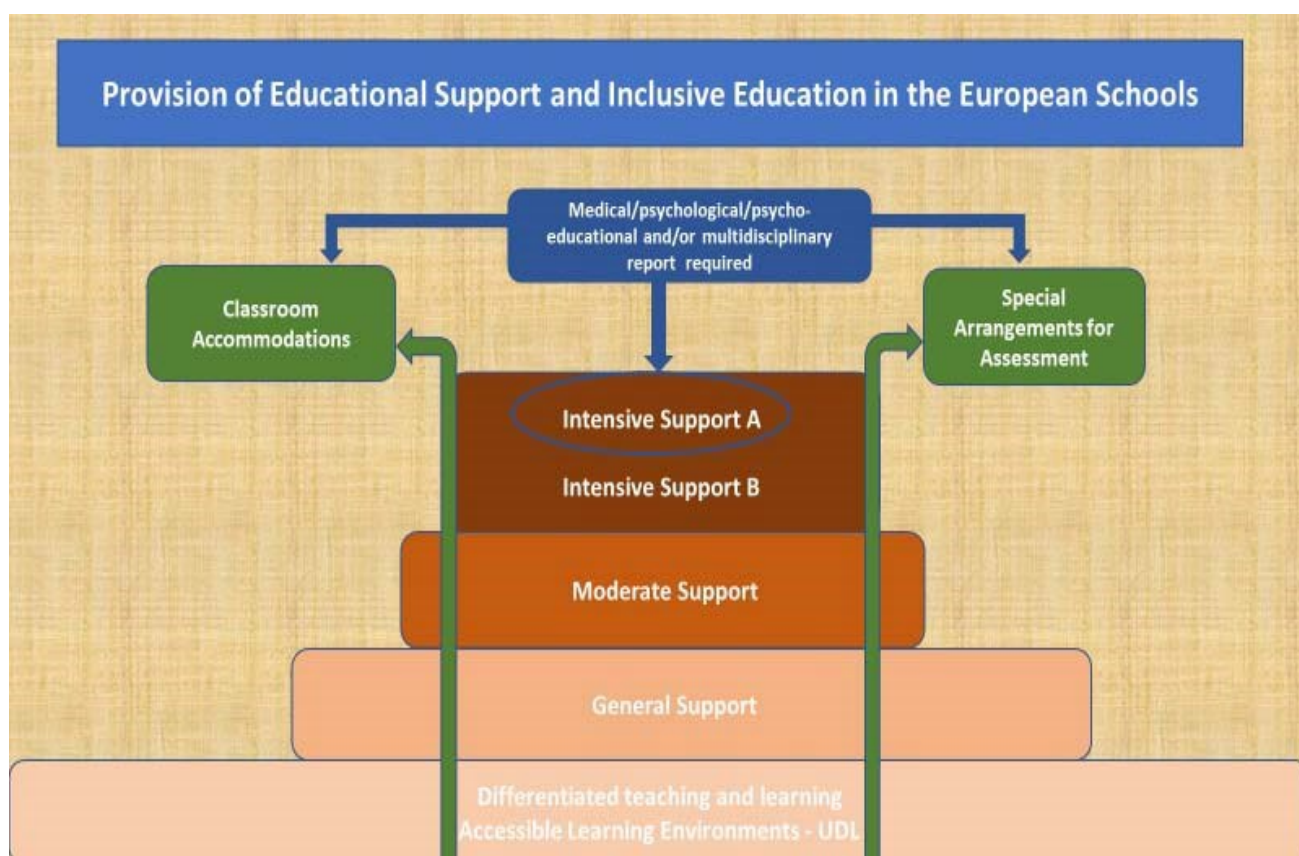 Provision of Educational Support and Inclusive Education in the European Schools
Medical/psychological/psycho-
educational and/or multidisciplinary
report required
Classroom
Accommodations
Special
Arrangements for
Assessment
Intensive Support A
Intensive Support B
Moderate Support
General Support
Differentiated teaching and learning
Accessible Learning Environments - UDL